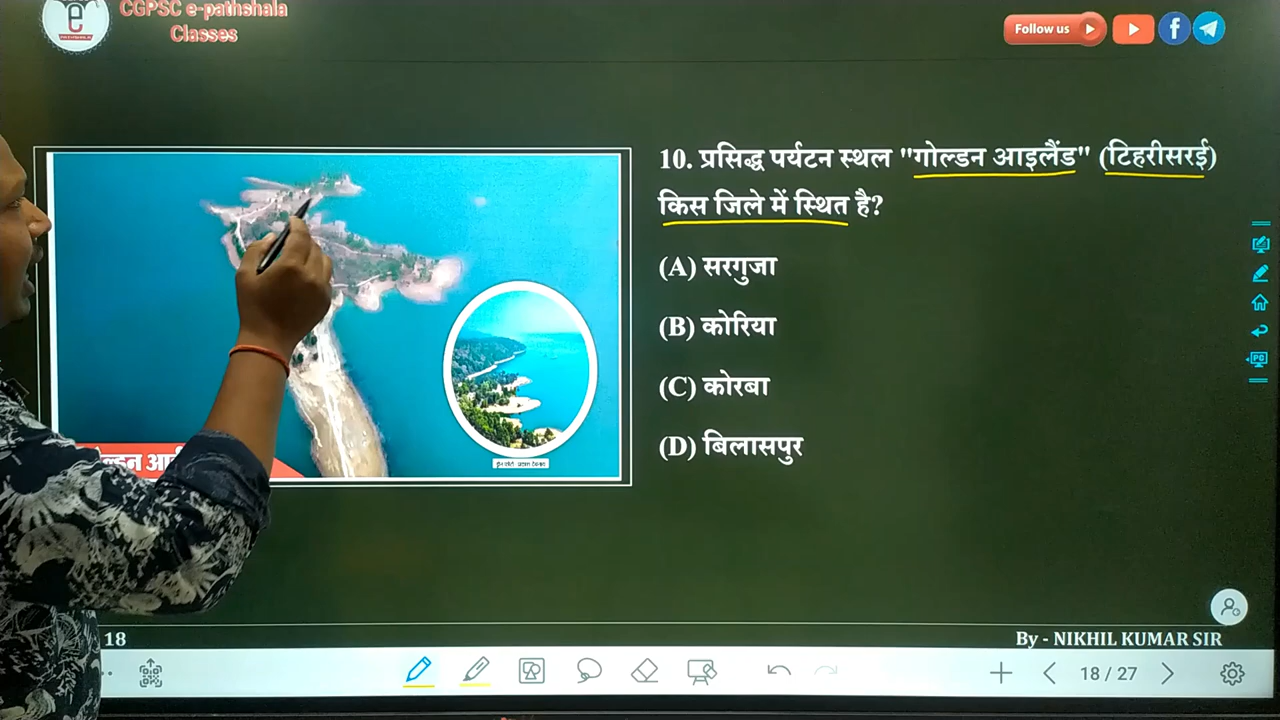 CGPSC e-pathshala
Classes
e
Follow us
10. प्रसिद्ध पर्यटन स्थल "गोल्डन आइलैंड" (टिहरीसरई)
किस जिले में स्थित है?
(A) सरगुजा
(B) कोरिया
(C) कोरबा
(D) बिलासपुर
PC
18
By - NIKHIL KUMAR SIR
18 / 27